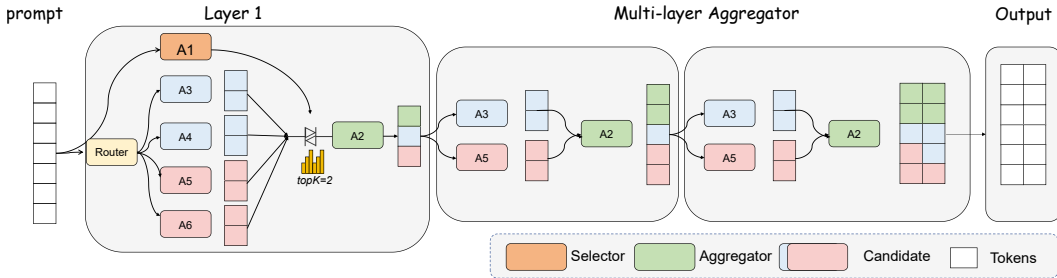 prompt
Layer 1
Multi-layer Aggregator
Output
A1
Router
A3
A4
A5
A6
topK=2
A2
A3
A5
A2
A3
A5
A2
Selector
Aggregator
Candidate
Tokens